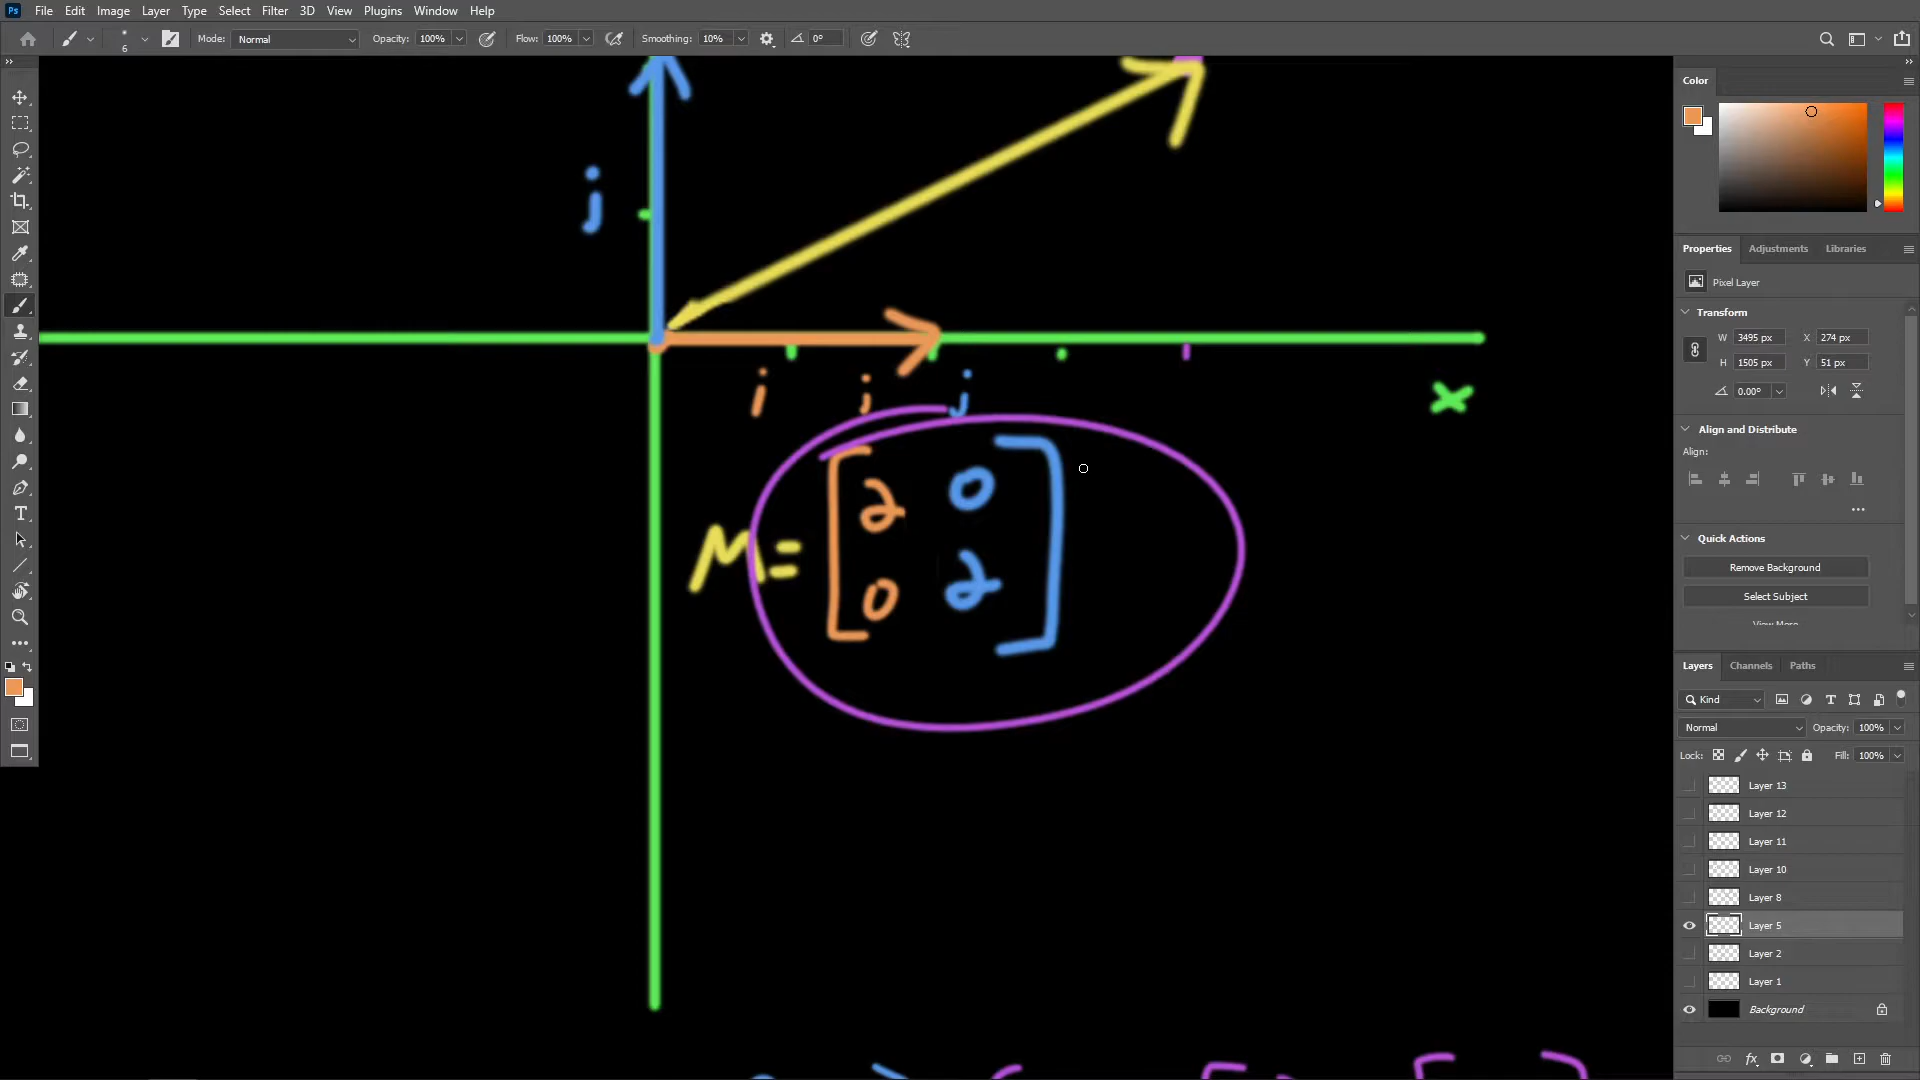 Ps File Edit Image Layer Type Select Filter 3D View Plugins Window Help
6 Mode: Normal Opacity: 100% Flow: 100% Smoothing: 10% 0°
Color
Properties Adjustments Libraries
Pixel Layer
Transform
W 3495 px X 274 px
H 1505 px Y 51 px
0.00°
Align and Distribute
Align:
Quick Actions
Remove Background
Select Subject
View More
Layers Channels Paths
Kind
Normal Opacity: 100%
Lock: Fill: 100%
Layer 13
Layer 12
Layer 11
Layer 10
Layer 8
Layer 5
Layer 2
Layer 1
Background
j
i i j x
2 0
M=
0 2